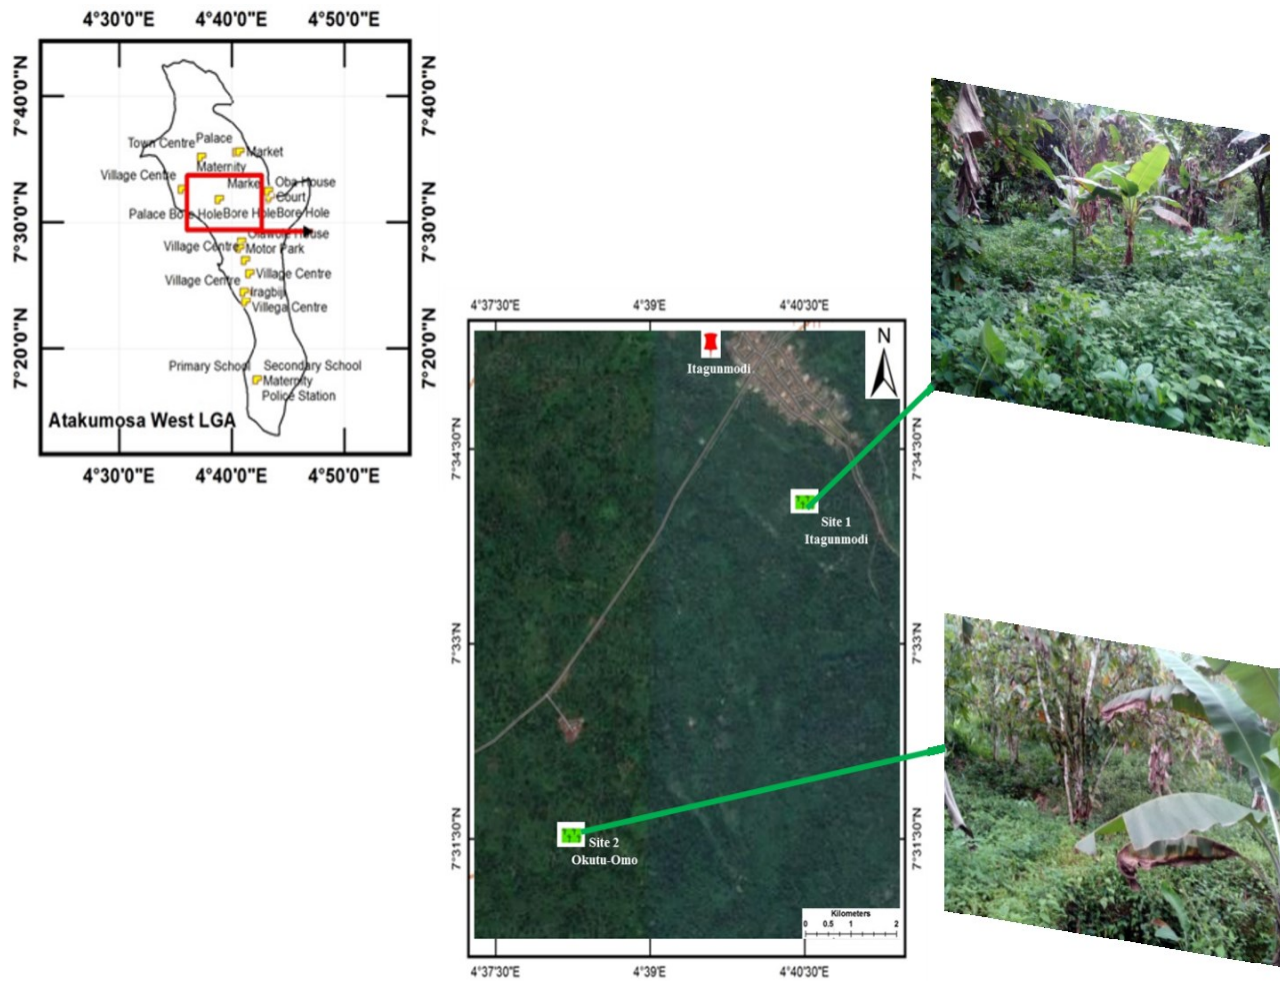 4°30'0"E 4°40'0"E 4°50'0"E
7°40'0"N 7°40'0"N
Palace
Town Centre Market
Maternity
Village Centre Market Oba House
Court
Palace Bore Hole Bore Hole Bore Hole
7°30'0"N 7°30'0"N
Olawole House
Village Centre Motor Park
Village Centre
Village Centre
Iragbiji
Villega Centre
7°20'0"N 7°20'0"N
Primary School Secondary School
Maternity
Police Station
Atakumosa West LGA
4°30'0"E 4°40'0"E 4°50'0"E
4°37'30"E 4°39'E 4°40'30"E
N
Itagunmodi
7°34'30"N 7°34'30"N
Site 1
Itagunmodi
7°33'N 7°33'N
7°31'30"N 7°31'30"N
Site 2
Okutu-Omo
Kilometers
0 0.5 1 2
4°37'30"E 4°39'E 4°40'30"E